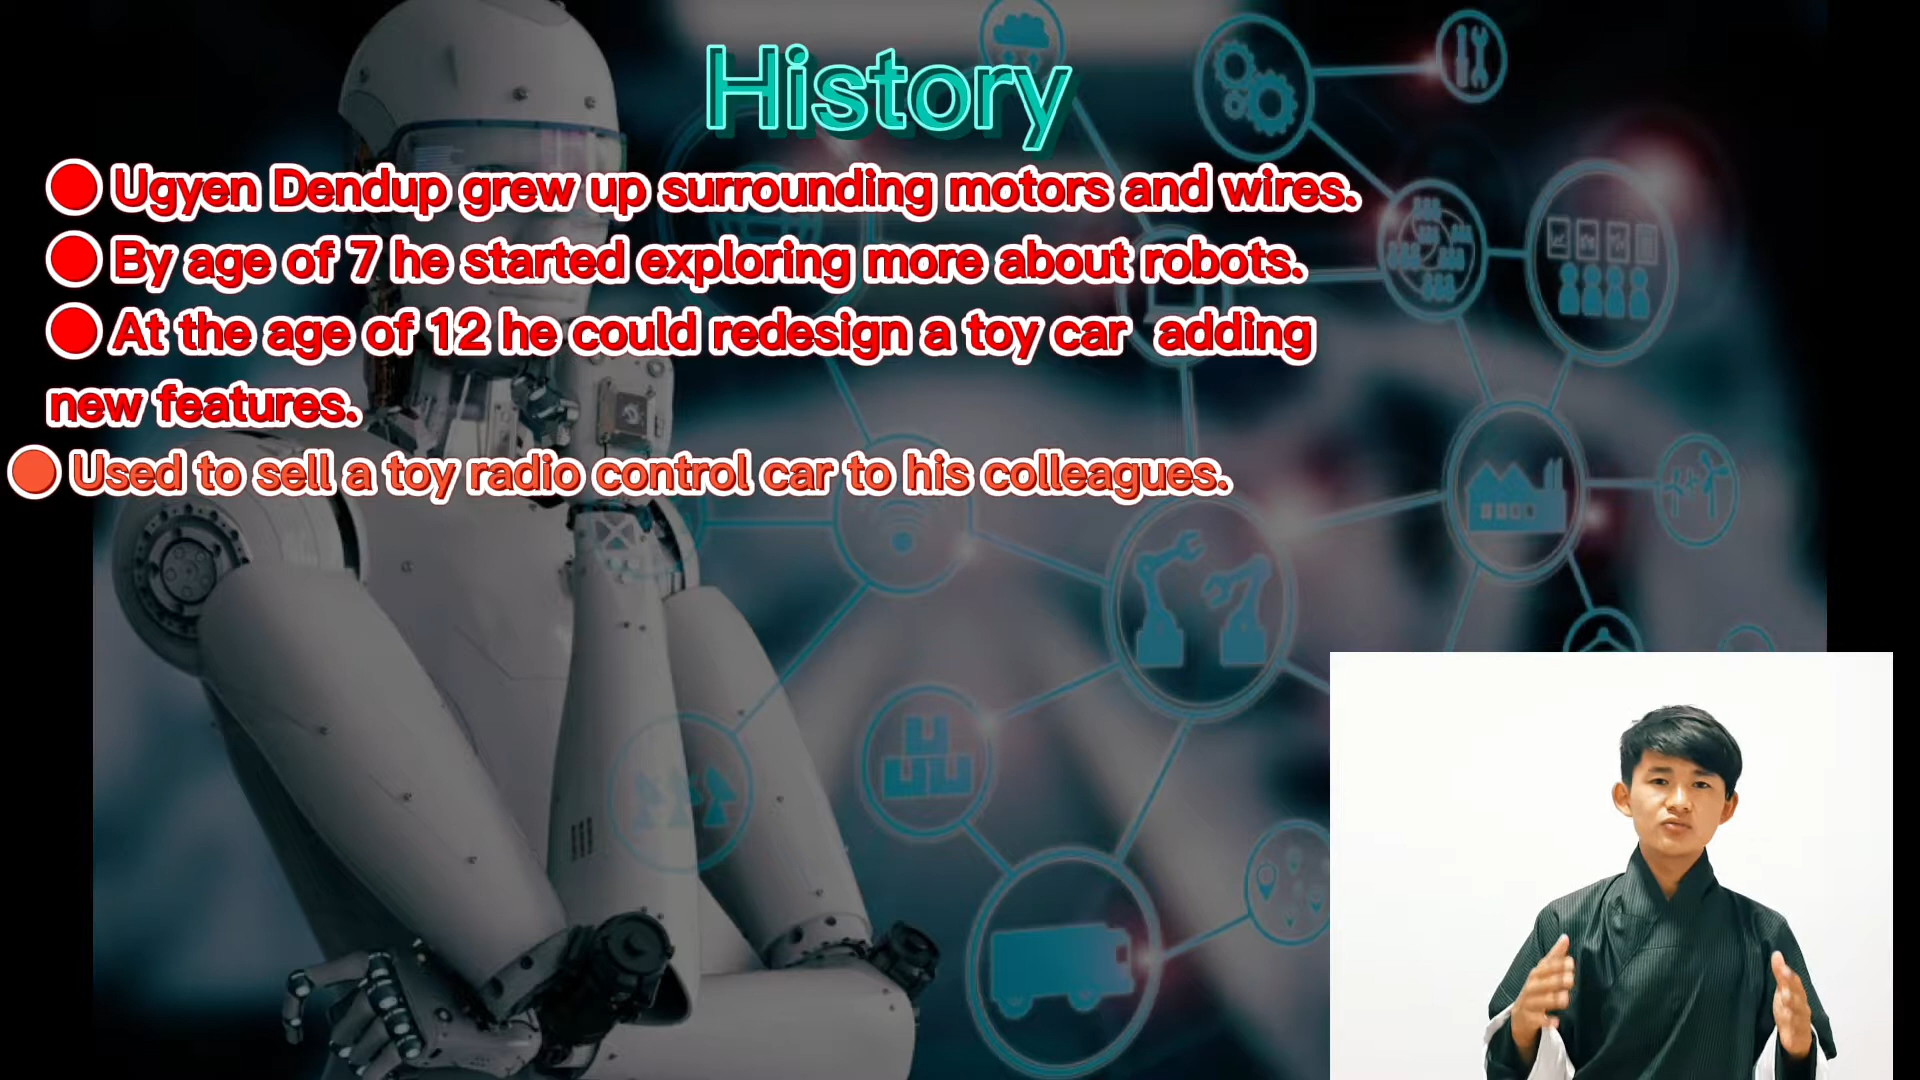 History
Ugyen Dendup grew up surrounding motors and wires.
By age of 7 he started exploring more about robots.
At the age of 12 he could redesign a toy car adding
new features.
Used to sell a toy radio control car to his colleagues.